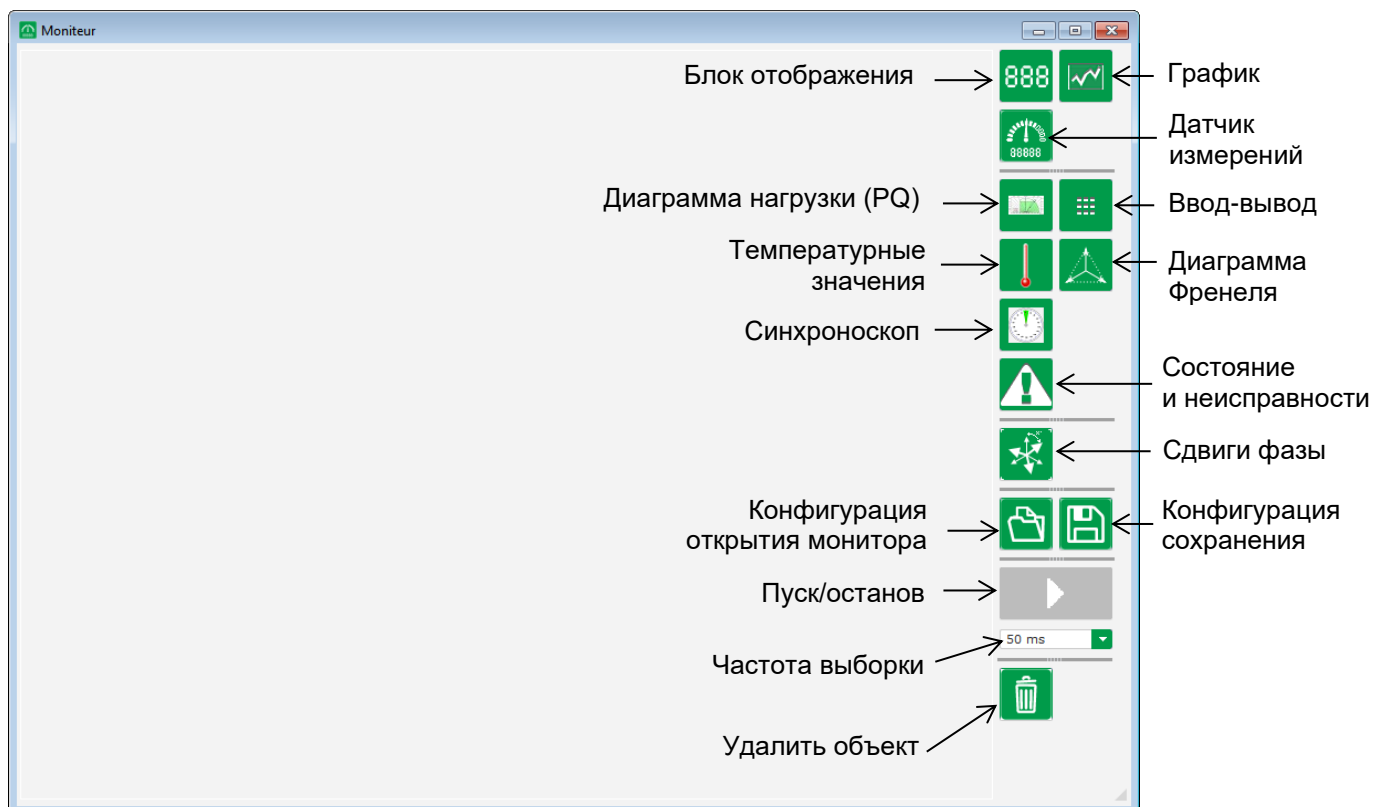 Moniteur
Блок отображения
888
График
Датчик
измерений
88888
Диаграмма нагрузки (PQ)
Ввод-вывод
Температурные
значения
Диаграмма
Френеля
Синхроноскоп
Состояние
и неисправности
Сдвиги фазы
Конфигурация
открытия монитора
Конфигурация
сохранения
Пуск/останов
50 ms
Частота выборки
Удалить объект